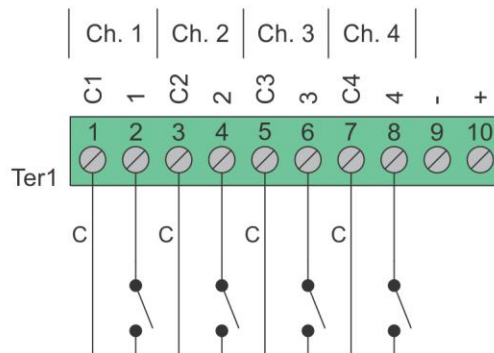 Ch. 1 Ch. 2 Ch. 3 Ch. 4
C1 1 C2 2 C3 3 C4 4 - +
1 2 3 4 5 6 7 8 9 10
Ter1
C C C C